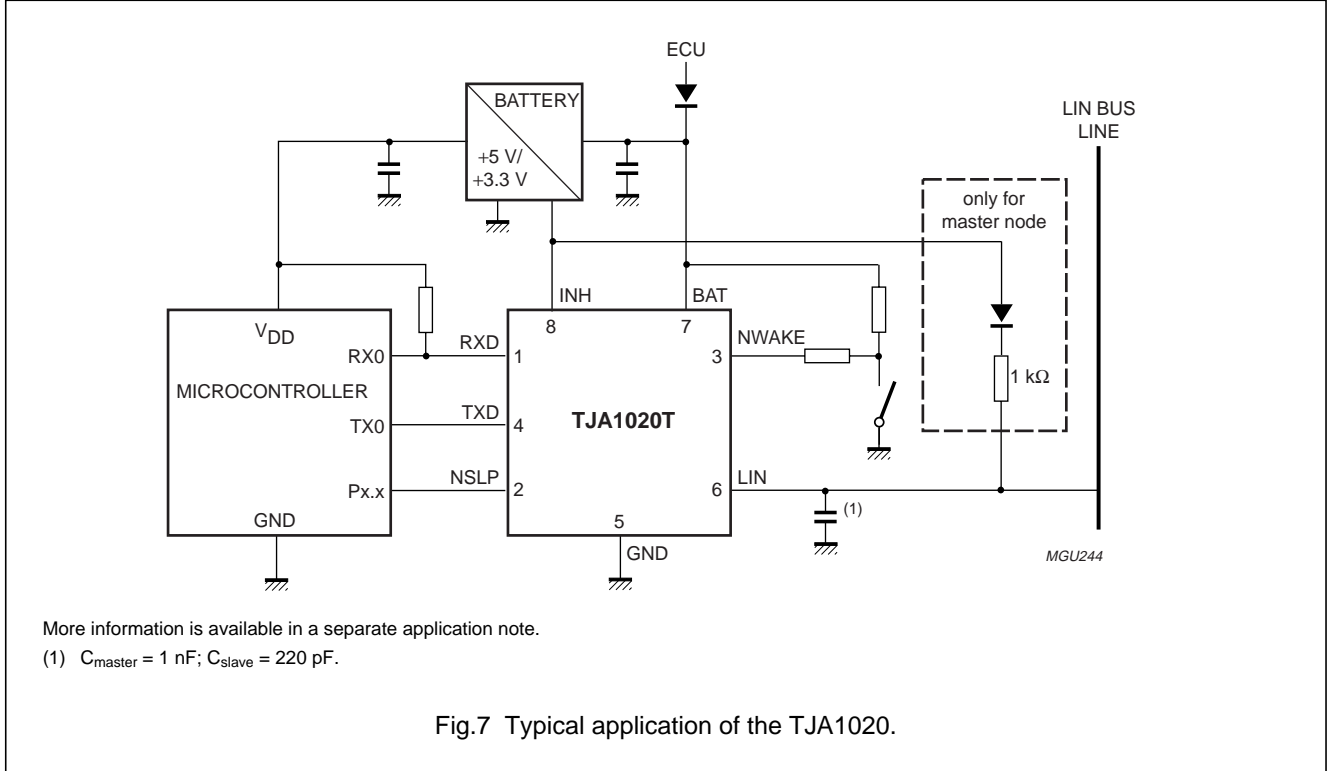 ECU
BATTERY
+5 V/
+3.3 V
LIN BUS
LINE
only for
master node
INH
BAT
8
7
VDD
RX0
RXD
1
3
NWAKE
1 kΩ
MICROCONTROLLER
TX0
TXD
4
TJA1020T
Px.x
NSLP
2
6
LIN
(1)
GND
5
GND
MGU244
More information is available in a separate application note.
(1) Cmaster = 1 nF; Cslave = 220 pF.
Fig.7 Typical application of the TJA1020.